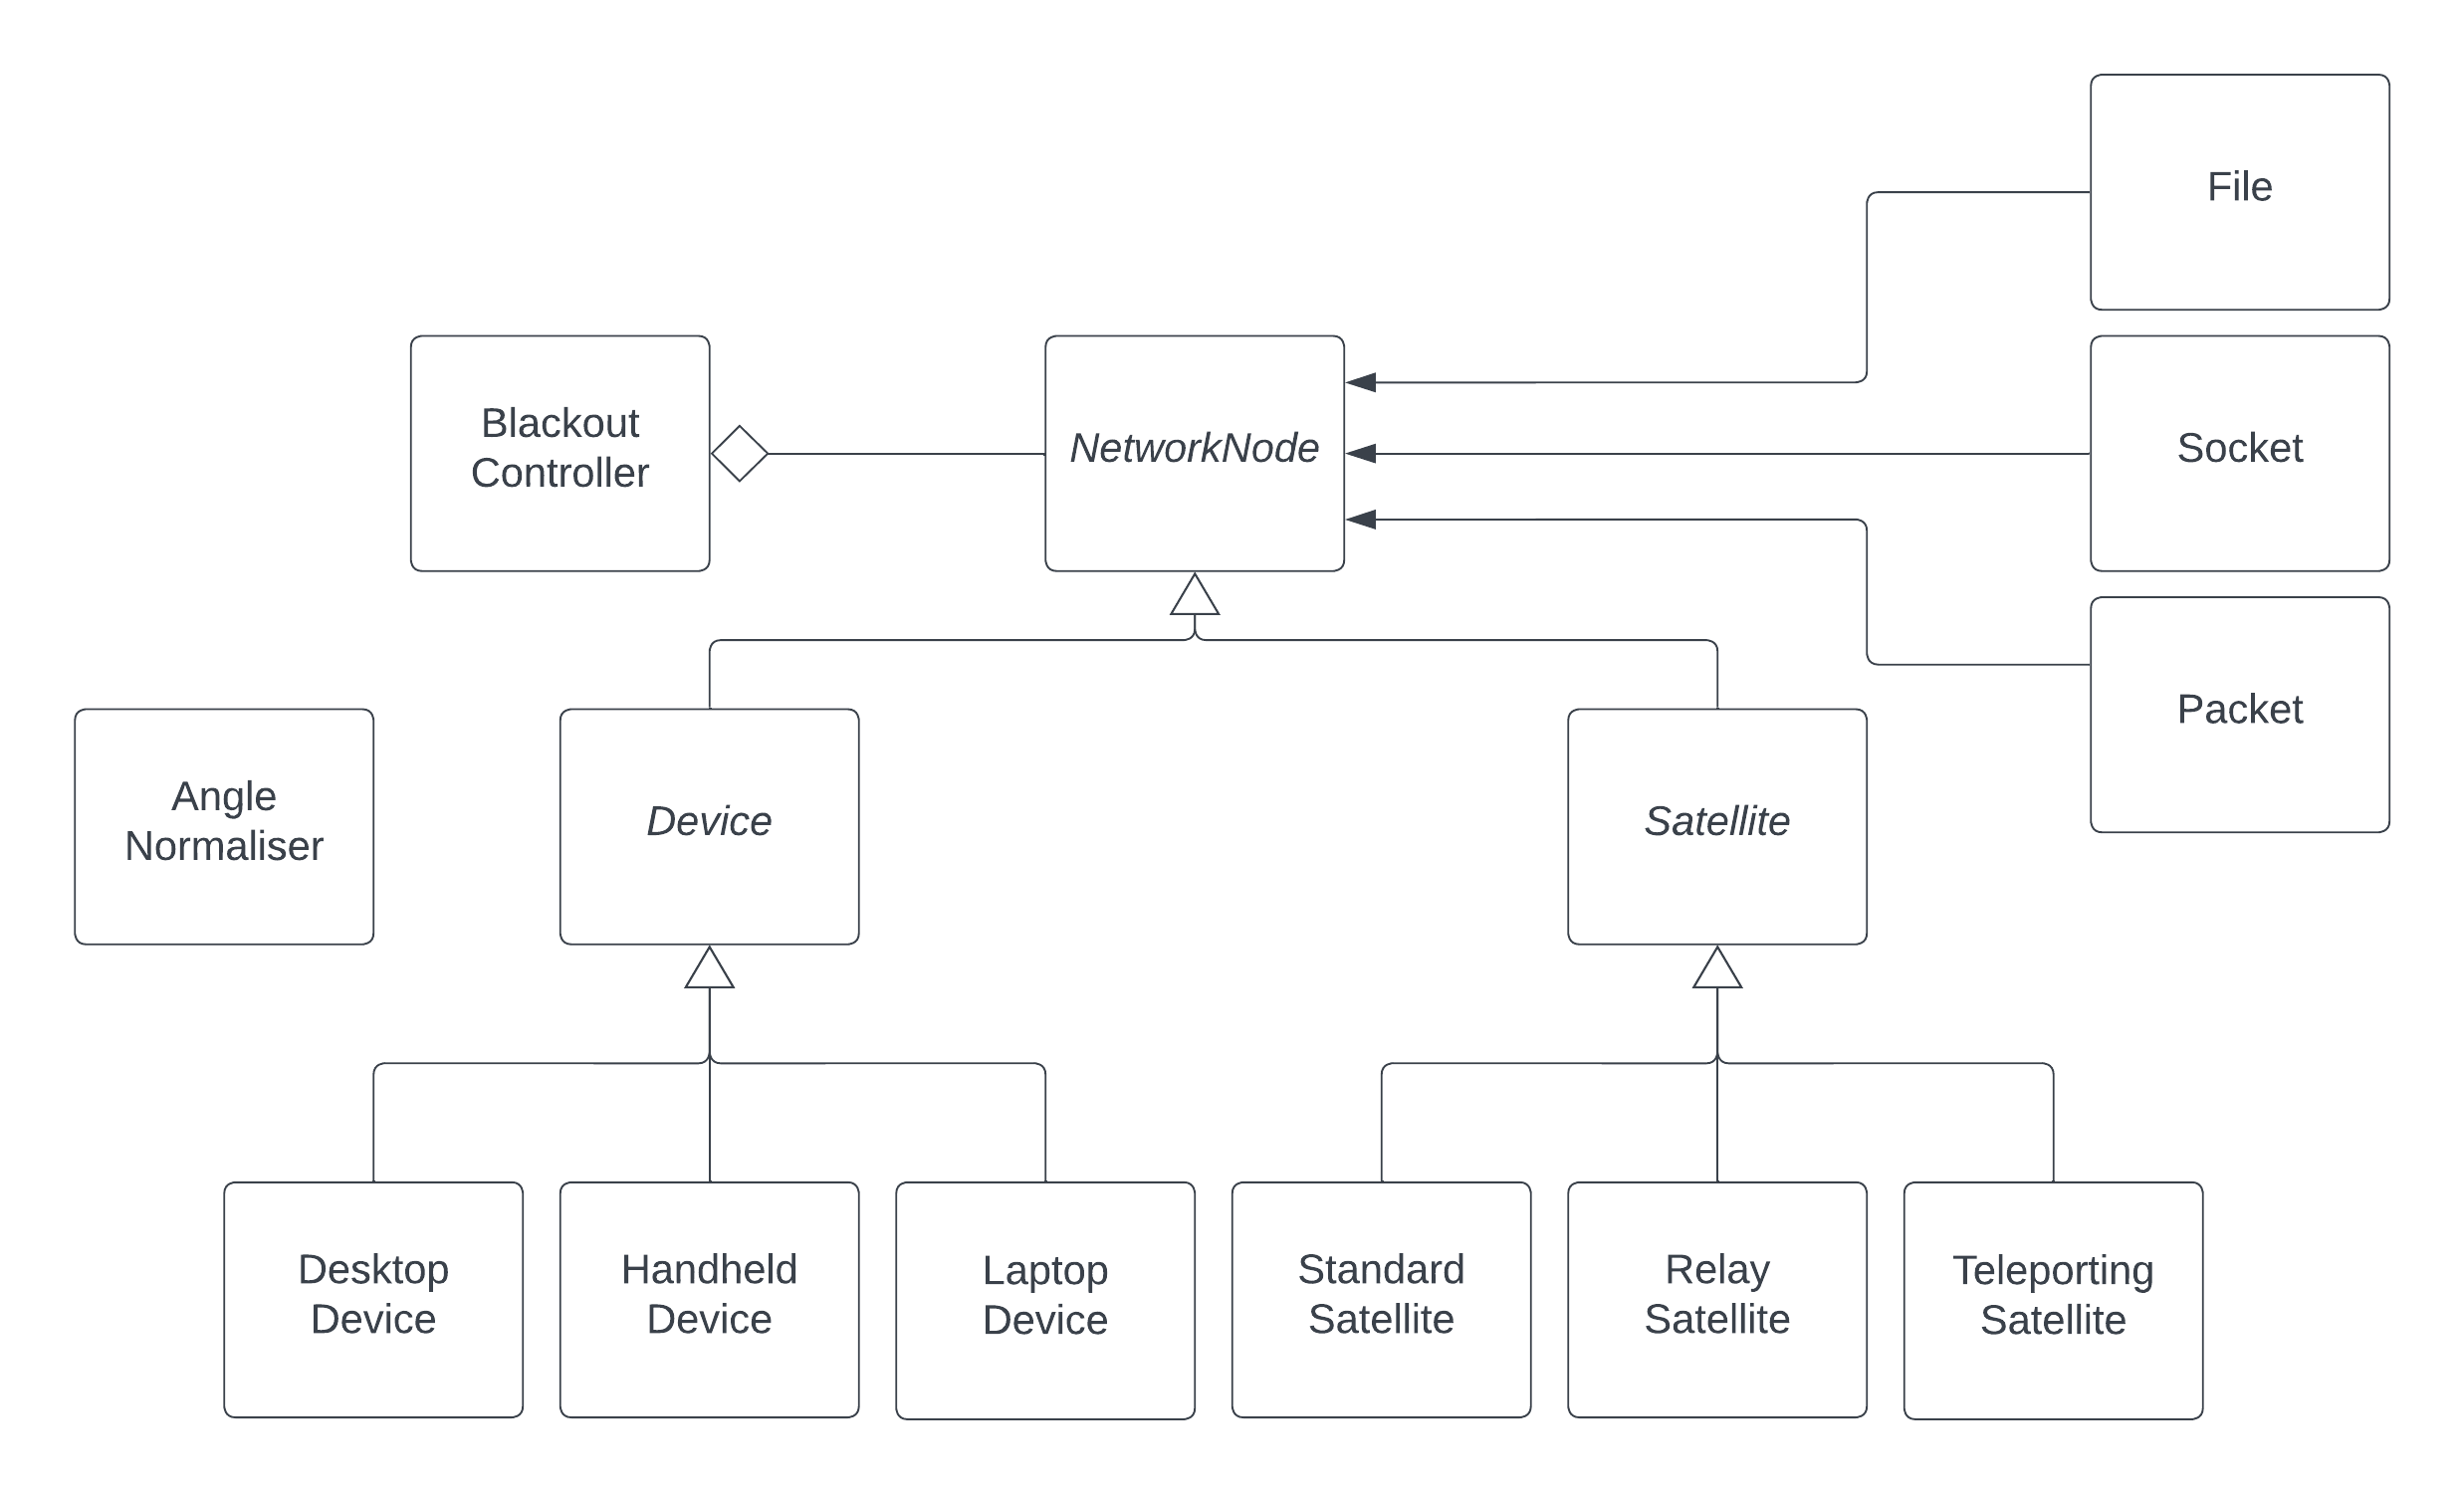 File
Blackout
Controller
NetworkNode
Socket
Packet
Angle
Normaliser
Device
Satellite
Desktop
Device
Handheld
Device
Laptop
Device
Standard
Satellite
Relay
Satellite
Teleporting
Satellite